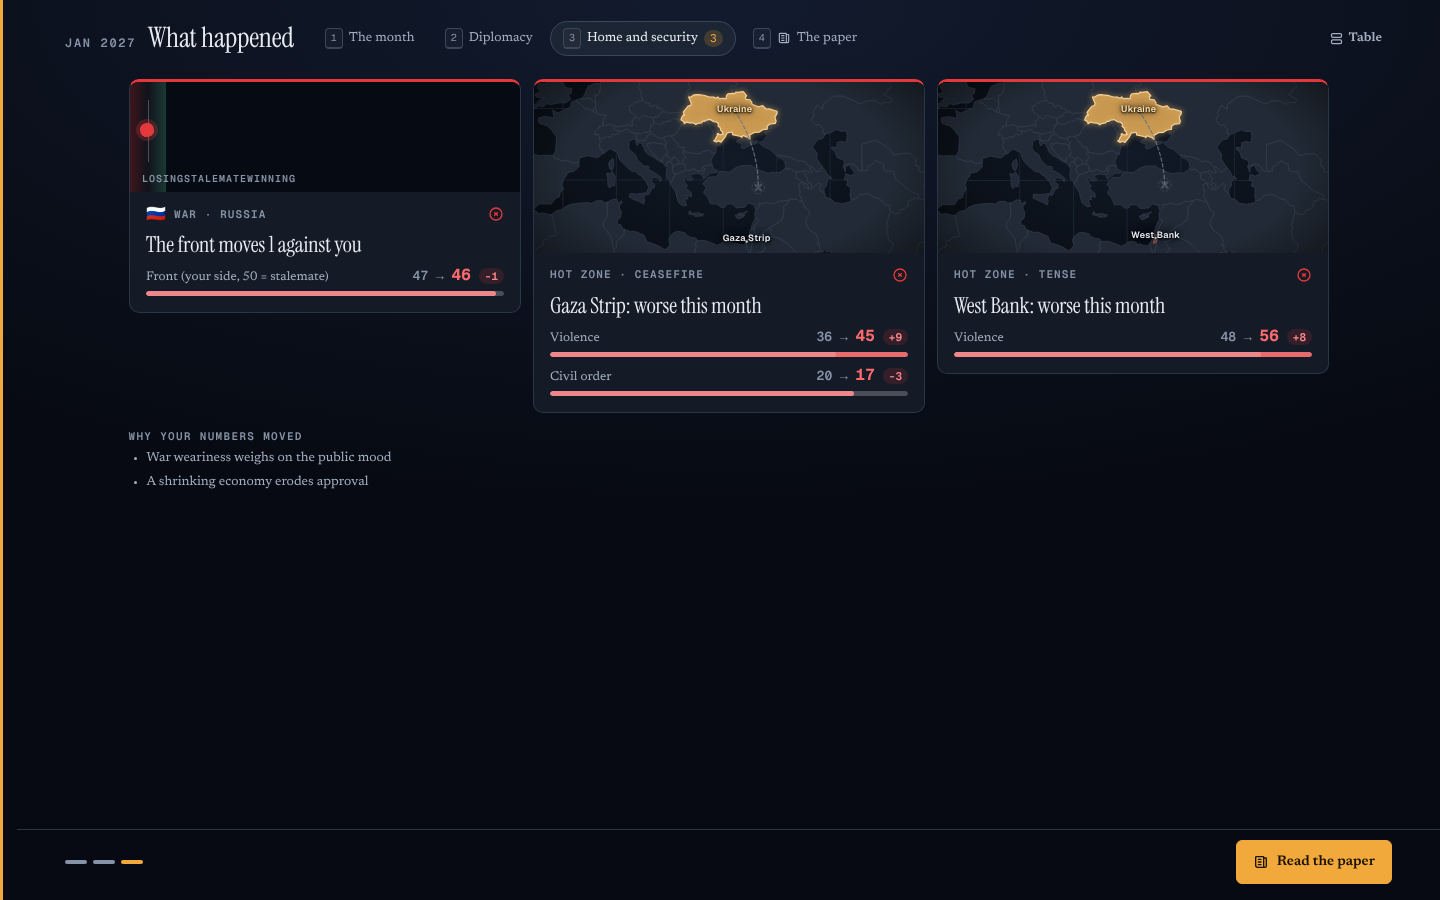 JAN 2027 What happened 1 The month 2 Diplomacy 3 Home and security 3 4 The paper Table
LOSINGSTALEMATEWINNING
WAR · RUSSIA
The front moves 1 against you
Front (your side, 50 = stalemate) 47 → 46 -1
Ukraine
Gaza Strip
HOT ZONE · CEASEFIRE
Gaza Strip: worse this month
Violence 36 → 45 +9
Civil order 20 → 17 -3
Ukraine
West Bank
HOT ZONE · TENSE
West Bank: worse this month
Violence 48 → 56 +8
WHY YOUR NUMBERS MOVED
• War weariness weighs on the public mood
• A shrinking economy erodes approval
Read the paper